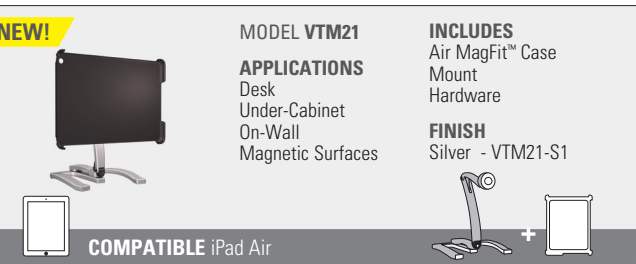 NEW!
MODEL VTM21
APPLICATIONS
Desk
Under-Cabinet
On-Wall
Magnetic Surfaces
INCLUDES
Air MagFit™ Case
Mount
Hardware
FINISH
Silver - VTM21-S1
+
COMPATIBLE iPad Air